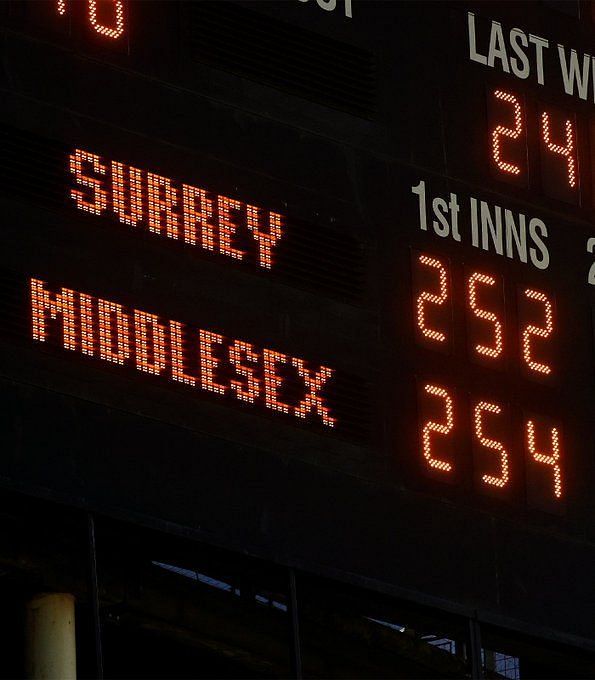 LAST
24
1st INNS
SURREY 252
MIDDLESEX 254